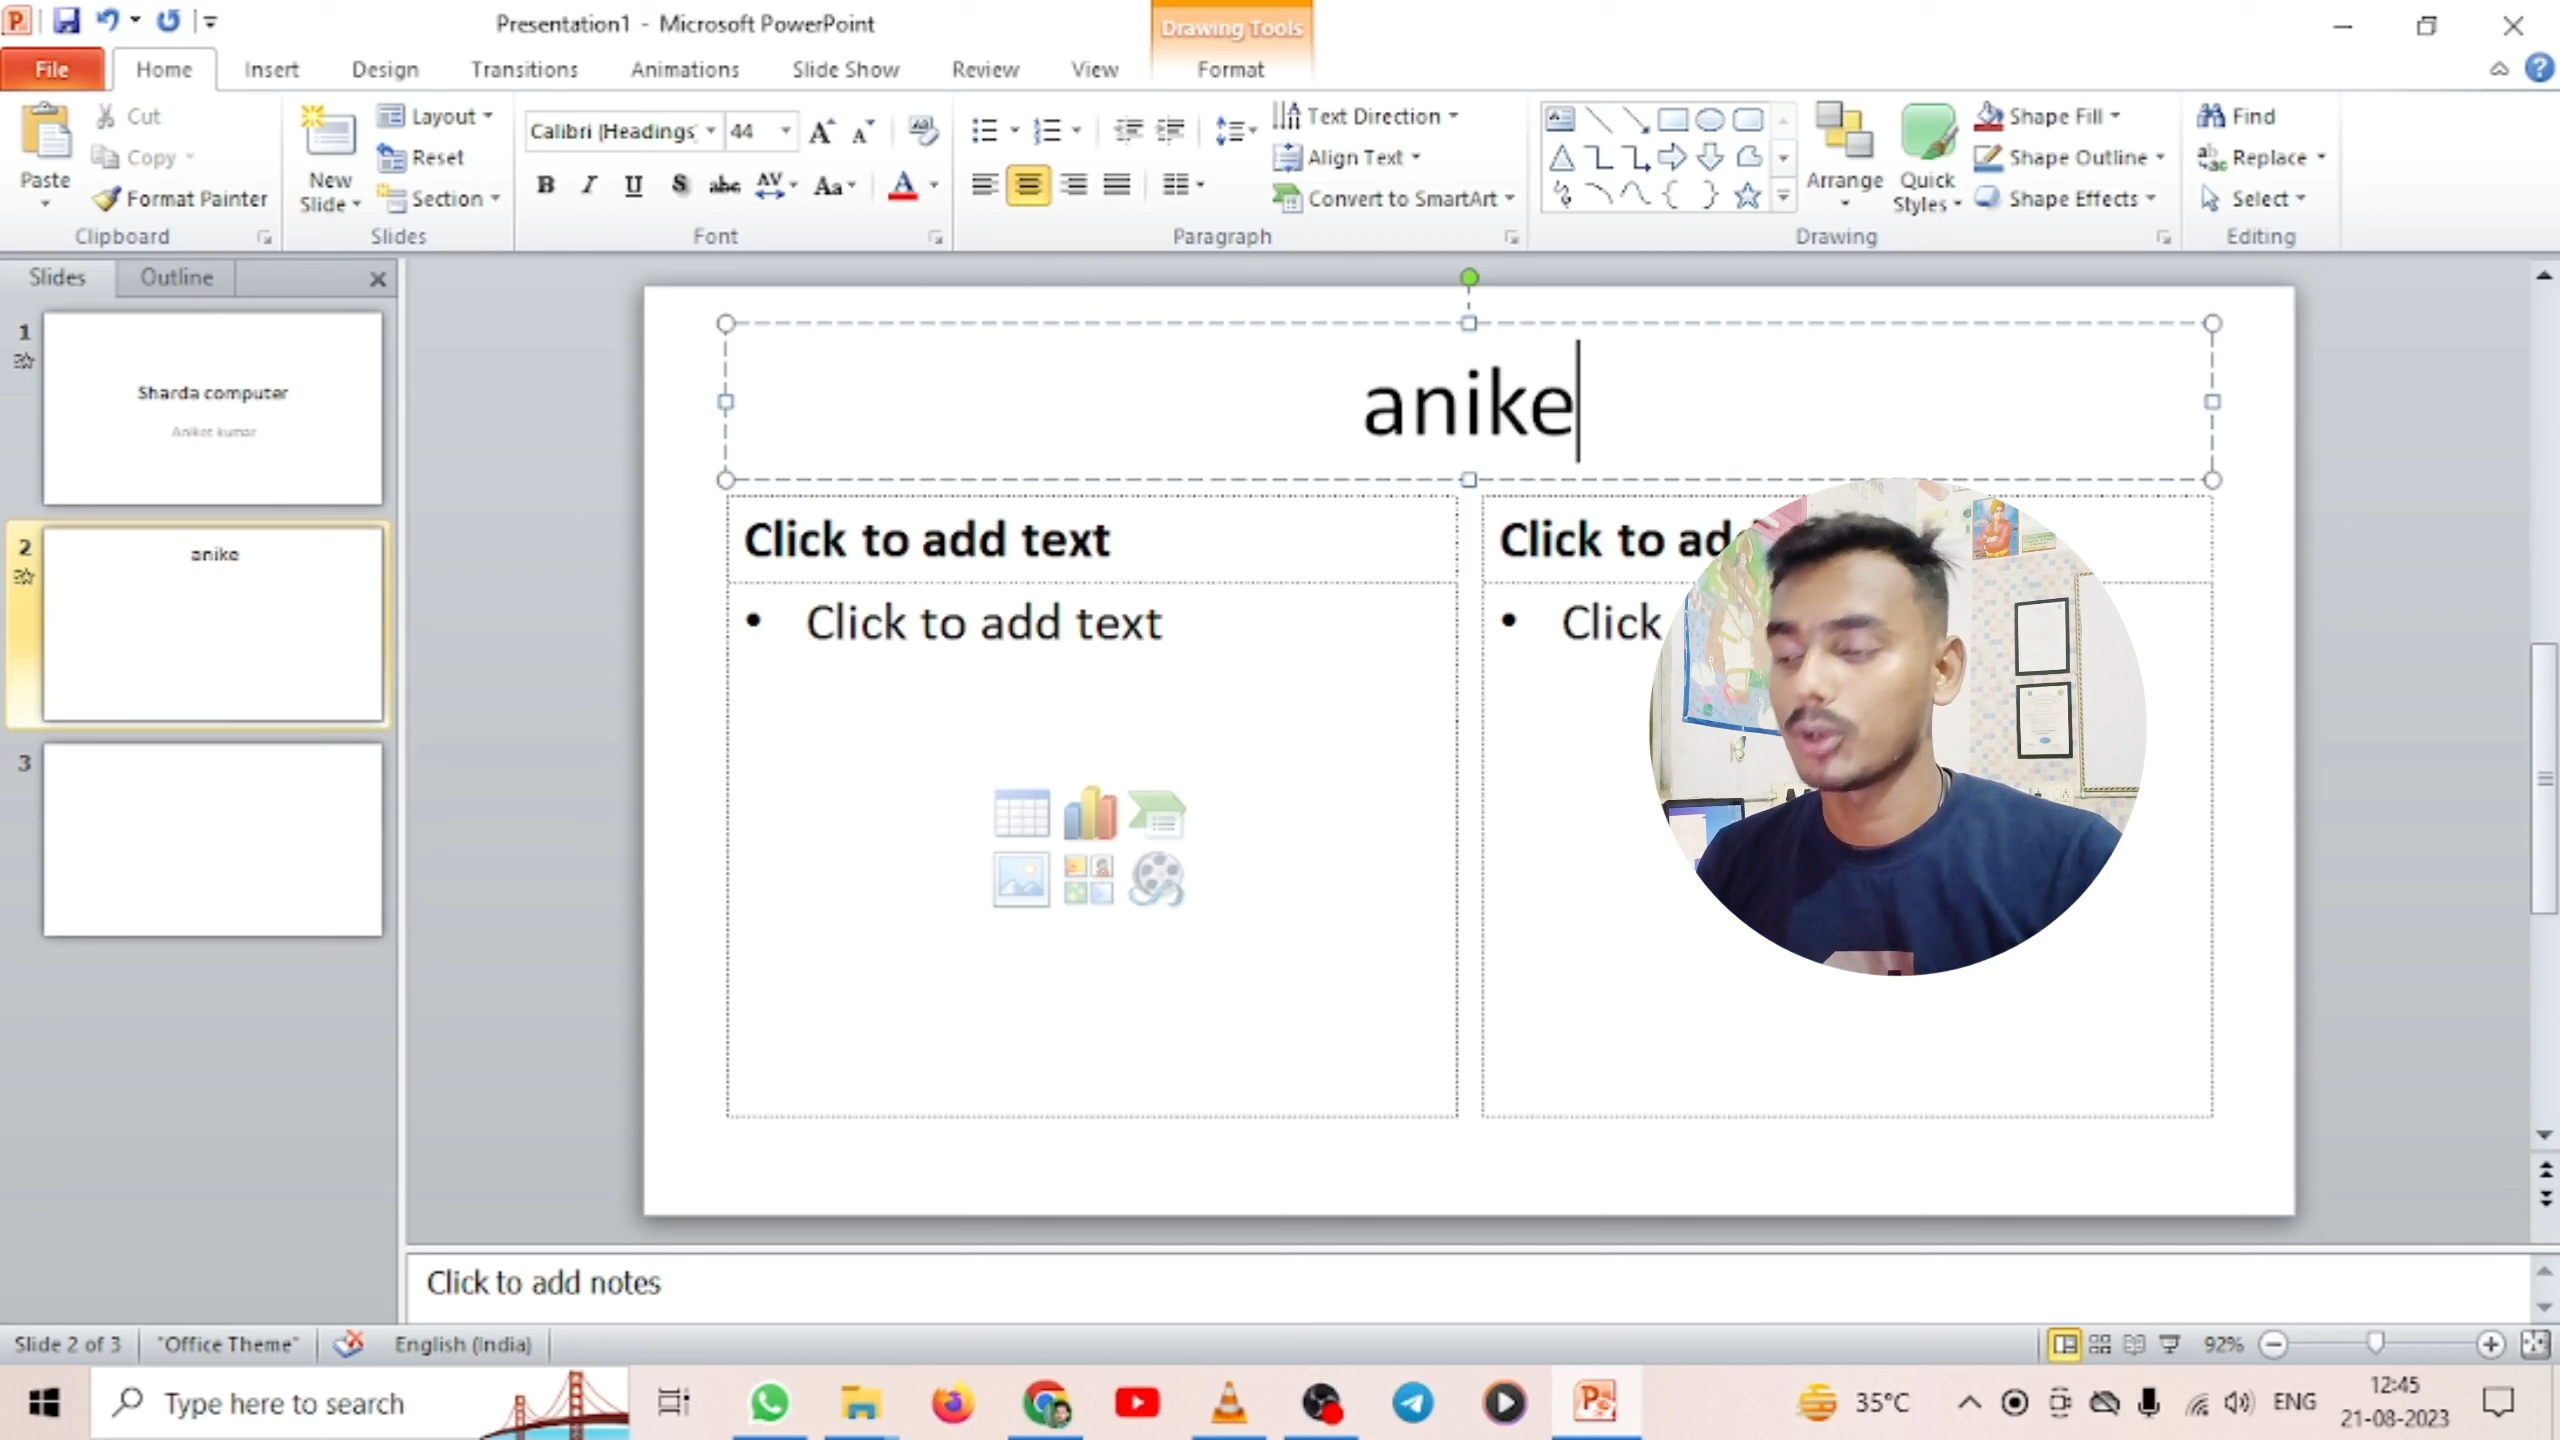 Presentation1 - Microsoft PowerPoint
Drawing Tools
File Home Insert Design Transitions Animations Slide Show Review View Format
Paste
Cut
Copy
Format Painter
Clipboard
New Slide
Layout
Reset
Section
Slides
Calibri (Headings) 44
B I U S abc AV Aa A
Font
Text Direction
Align Text
Convert to SmartArt
Paragraph
Arrange
Quick Styles
Shape Fill
Shape Outline
Shape Effects
Drawing
Find
Replace
Select
Editing
Slides Outline
1
Sharda computer
Aniket kumar
2
anike
3
anike
Click to add text
Click to ad
• Click to add text
• Click
Click to add notes
Slide 2 of 3 "Office Theme" English (India) 92%
Type here to search
35°C ENG
12:45
21-08-2023